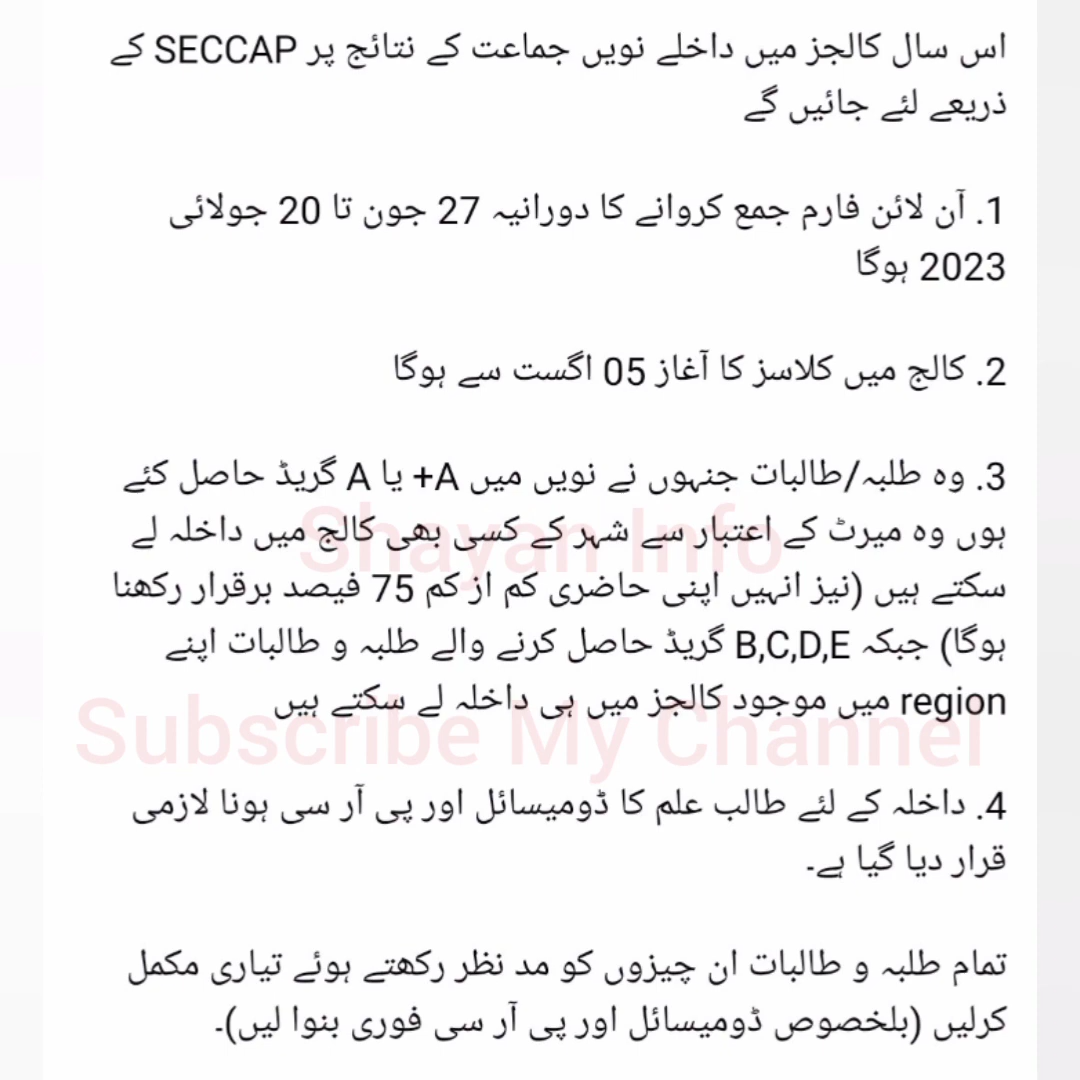 اس سال کالجز میں داخلے نویں جماعت کے نتائج پر SECCAP کے
ذریعے لئے جائیں گے
1. آن لائن فارم جمع کروانے کا دورانیہ 27 جون تا 20 جولائی
2023 ہوگا
2. کالج میں کلاسز کا آغاز 05 اگست سے ہوگا
3. وہ طلبہ/طالبات جنہوں نے نویں میں A+ یا A گریڈ حاصل کئے
ہوں وہ میرٹ کے اعتبار سے شہر کے کسی بھی کالج میں داخلہ لے
سکتے ہیں (نیز انہیں اپنی حاضری کم از کم 75 فیصد برقرار رکھنا
ہوگا) جبکہ B,C,D,E گریڈ حاصل کرنے والے طلبہ و طالبات اپنے
region میں موجود کالجز میں ہی داخلہ لے سکتے ہیں
4. داخلہ کے لئے طالب علم کا ڈومیسائل اور پی آر سی ہونا لازمی
قرار دیا گیا ہے۔
تمام طلبہ و طالبات ان چیزوں کو مد نظر رکھتے ہوئے تیاری مکمل
کرلیں (بلخصوص ڈومیسائل اور پی آر سی فوری بنوا لیں)۔
Shayan Info
Subscribe My Channel